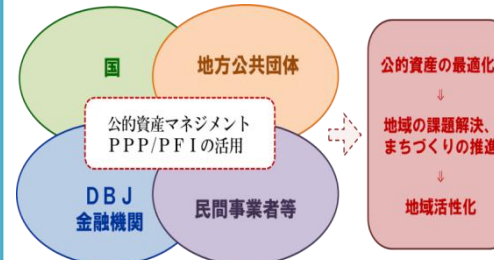 国
地方公共団体
公的資産マネジメント
PPP/PFIの活用
DBJ
金融機関
民間事業者等
公的資産の最適化
⇓
地域の課題解決、
まちづくりの推進
⇓
地域活性化